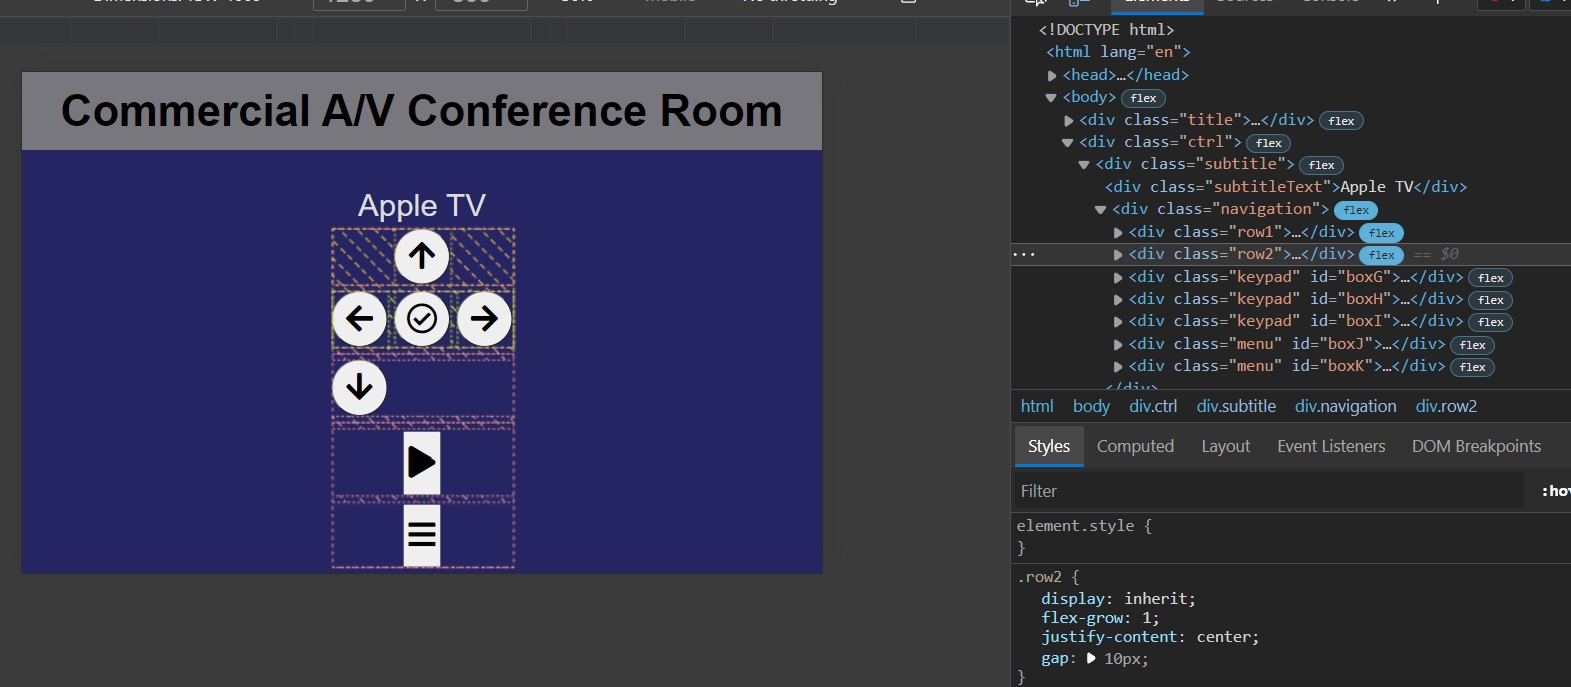 Commercial A/V Conference Room
Apple TV
Elements
<!DOCTYPE html>
<html lang="en">
<head>…</head>
<body> flex
<div class="title">…</div> flex
<div class="ctrl"> flex
<div class="subtitle"> flex
<div class="subtitleText">Apple TV</div>
<div class="navigation"> flex
<div class="row1">…</div> flex
<div class="row2">…</div> flex == $0
<div class="keypad" id="boxG">…</div> flex
<div class="keypad" id="boxH">…</div> flex
<div class="keypad" id="boxI">…</div> flex
<div class="menu" id="boxJ">…</div> flex
<div class="menu" id="boxK">…</div> flex
</div>
html body div.ctrl div.subtitle div.navigation div.row2
Styles Computed Layout Event Listeners DOM Breakpoints
Filter :hov
element.style {
}
.row2 {
display: inherit;
flex-grow: 1;
justify-content: center;
gap: 10px;
}